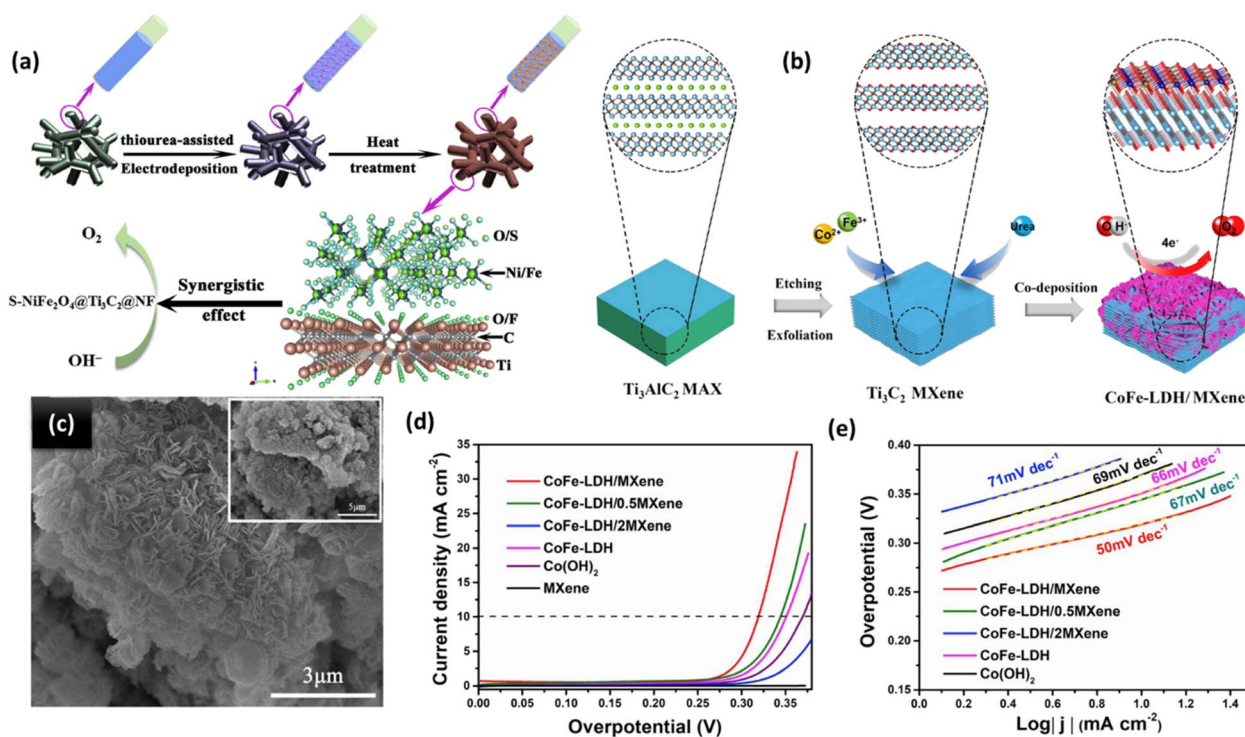 (a)
thiourea-assisted
Electrodeposition
Heat
treatment
O₂
S-NiFe₂O₄@Ti₃C₂@NF
OH⁻
Synergistic
effect
O/S
Ni/Fe
O/F
C
Ti
(b)
Ti₃AlC₂ MAX
Etching
Exfoliation
Co²⁺
Fe³⁺
Urea
Ti₃C₂ MXene
Co-deposition
O H⁻
4e⁻
O₂
CoFe-LDH/ MXene
(c)
5μm
3μm
(d)
Current density (mA cm⁻²)
35
30
25
20
15
10
5
0
CoFe-LDH/MXene
CoFe-LDH/0.5MXene
CoFe-LDH/2MXene
CoFe-LDH
Co(OH)₂
MXene
0.00 0.05 0.10 0.15 0.20 0.25 0.30 0.35
Overpotential (V)
(e)
Overpotential (V)
0.40
0.35
0.30
0.25
0.20
0.15
71mV dec⁻¹
69mV dec⁻¹
66mV dec⁻¹
67mV dec⁻¹
50mV dec⁻¹
CoFe-LDH/MXene
CoFe-LDH/0.5MXene
CoFe-LDH/2MXene
CoFe-LDH
Co(OH)₂
0.0 0.2 0.4 0.6 0.8 1.0 1.2 1.4
Log| j | (mA cm⁻²)